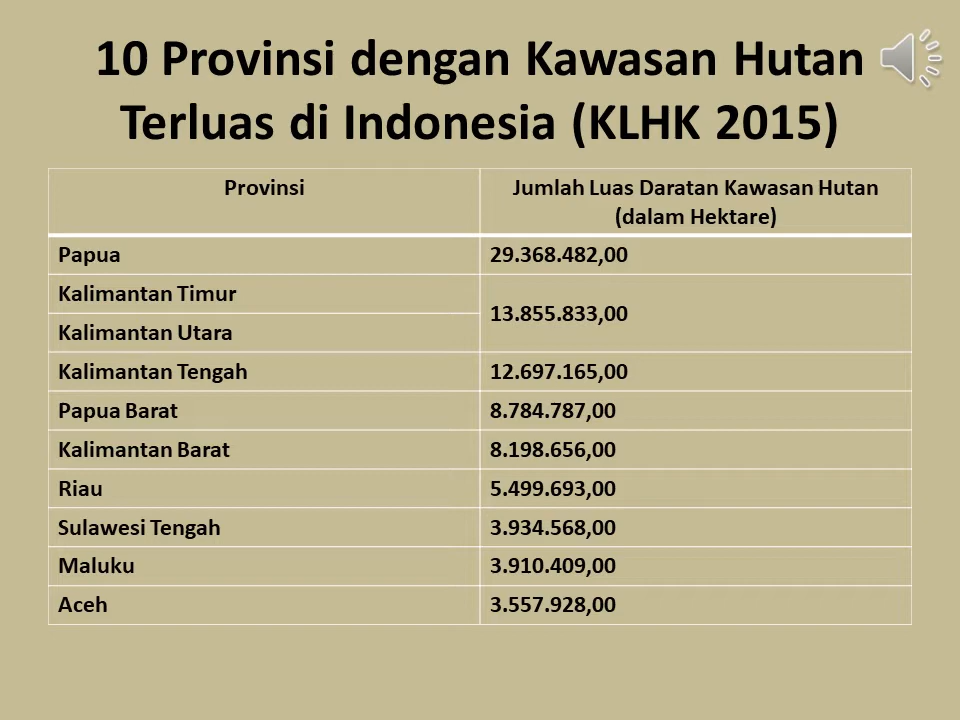 10 Provinsi dengan Kawasan Hutan
Terluas di Indonesia (KLHK 2015)
Provinsi
Jumlah Luas Daratan Kawasan Hutan
(dalam Hektare)
Papua
29.368.482,00
Kalimantan Timur
13.855.833,00
Kalimantan Utara
Kalimantan Tengah
12.697.165,00
Papua Barat
8.784.787,00
Kalimantan Barat
8.198.656,00
Riau
5.499.693,00
Sulawesi Tengah
3.934.568,00
Maluku
3.910.409,00
Aceh
3.557.928,00